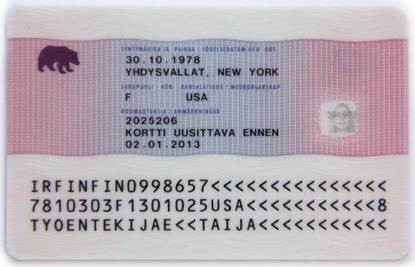 SYNTYMÄAIKA JA PAIKKA / FÖDELSEDATUM OCH ORT
30.10.1978
YHDYSVALLAT, NEW YORK
SUKUPUOLI / KÖN KANSALAISUUS / MEDBORGARSKAP
F USA
HUOMAUTUKSIA / ANMÄRKNINGAR
2025206
KORTTI UUSITTAVA ENNEN
02.01.2013
IRFINFINO998657<<<<<<<<<<<<<<<
7810303F1301025USA<<<<<<<<<<<8
TYOENTEKIJAE<<TAIJA<<<<<<<<<<<